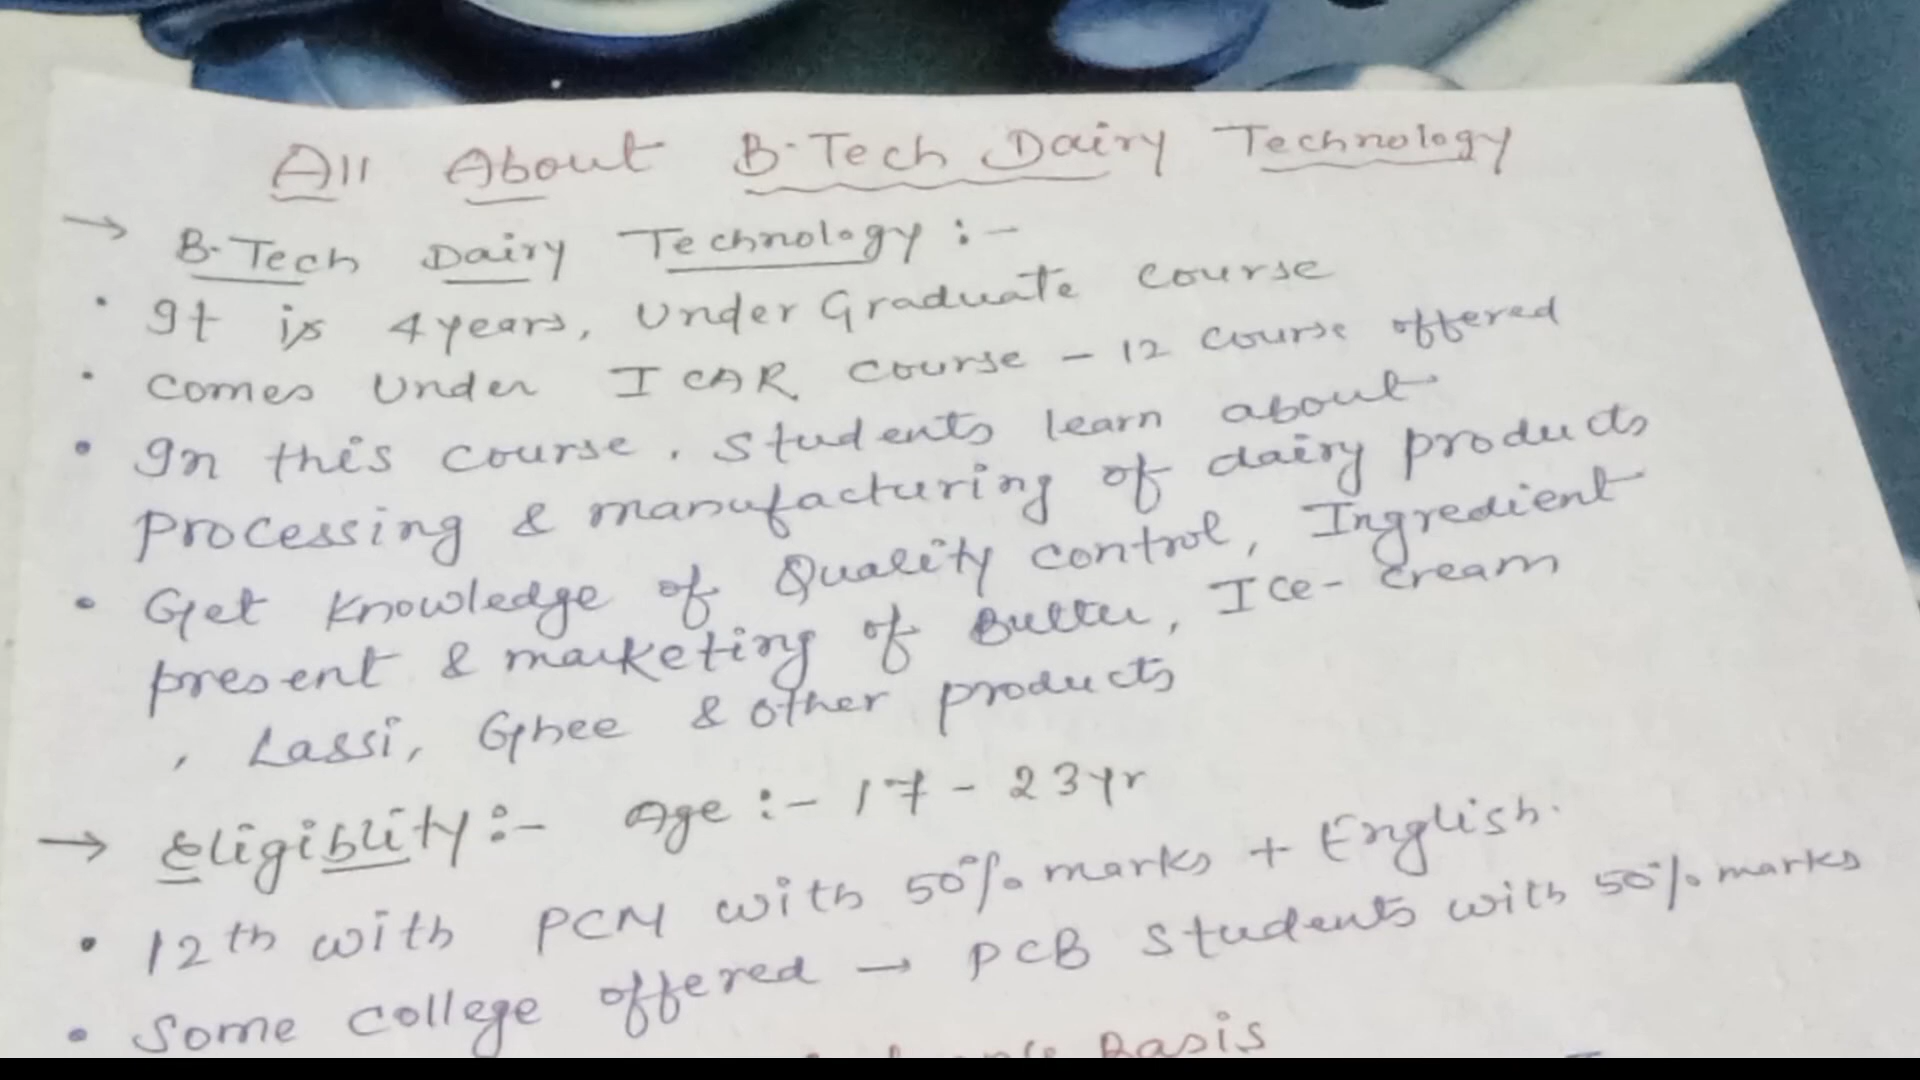 All About B.Tech Dairy Technology
→ B.Tech Dairy Technology :-
• It is 4 years, Under Graduate course
• comes Under ICAR course - 12 course offered
• In this course, students learn about
processing & manufacturing of dairy products
• Get knowledge of Quality control, Ingredient
present & marketing of Butter, Ice-cream
, Lassi, Ghee & other products
→ Eligiblity :- Age :- 17 - 23 yr
• 12th with PCM with 50% marks + English.
• Some college offered → PCB students with 50% marks
Basis